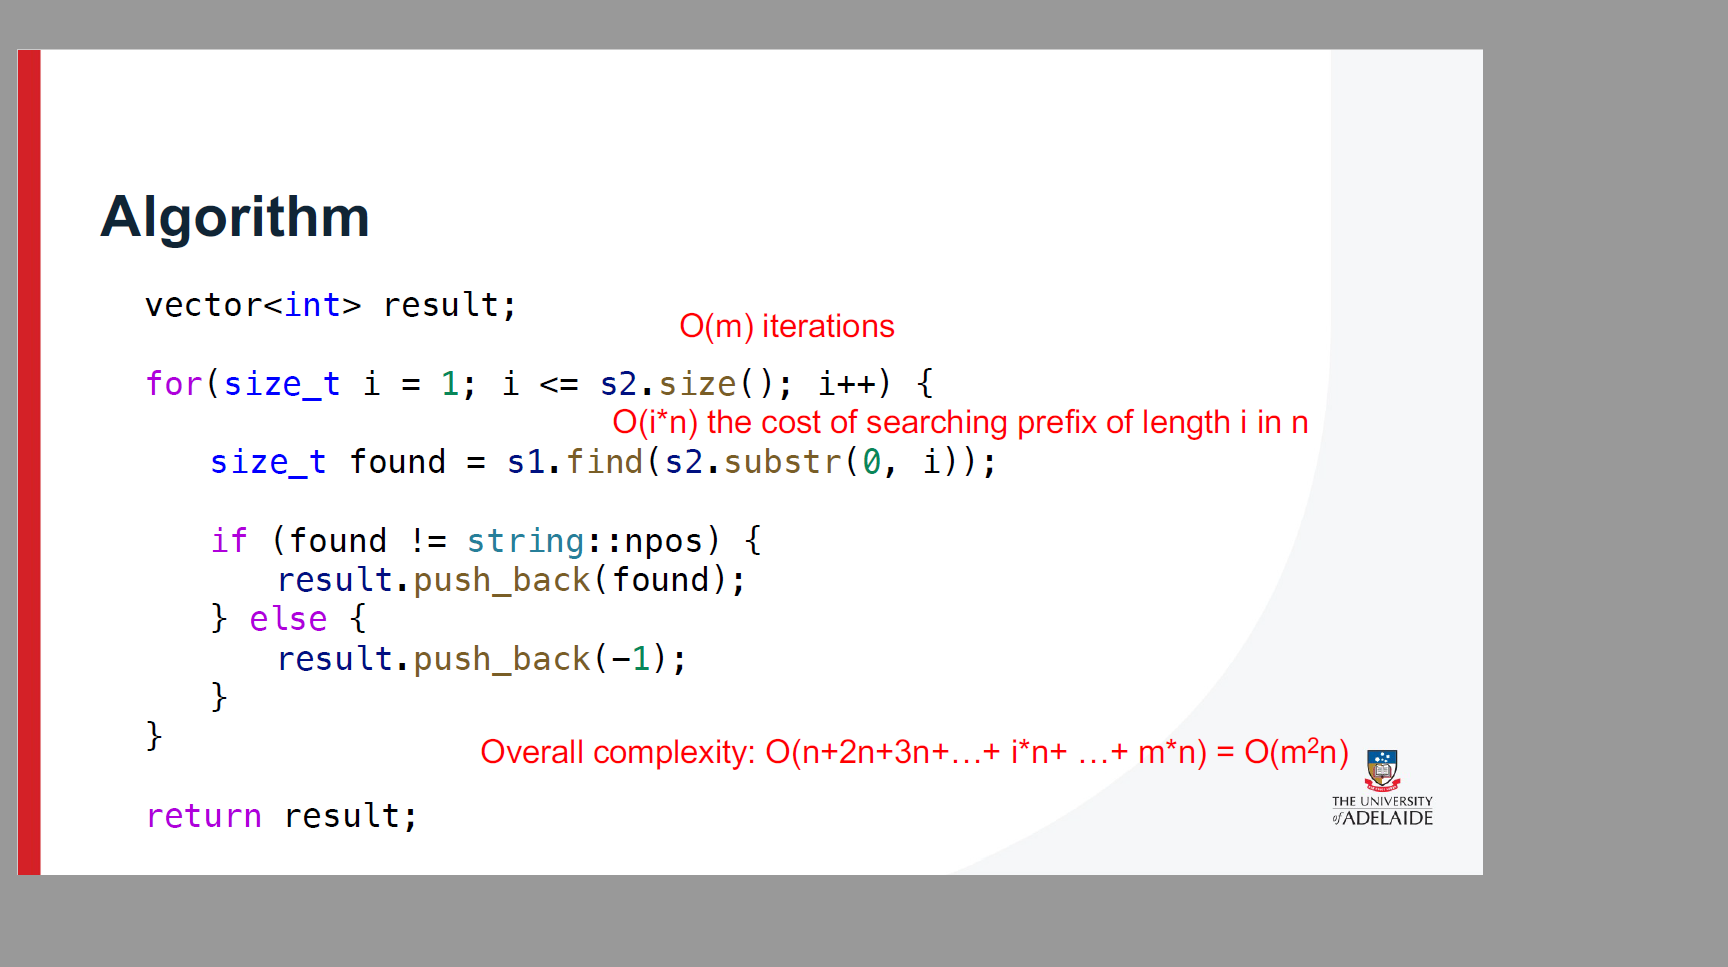 Algorithm
vector<int> result;
O(m) iterations
for(size_t i = 1; i <= s2.size(); i++) {
O(i*n) the cost of searching prefix of length i in n
size_t found = s1.find(s2.substr(0, i));
if (found != string::npos) {
result.push_back(found);
} else {
result.push_back(-1);
}
}
Overall complexity: O(n+2n+3n+…+ i*n+ …+ m*n) = O(m²n)
return result;
THE UNIVERSITY
of ADELAIDE